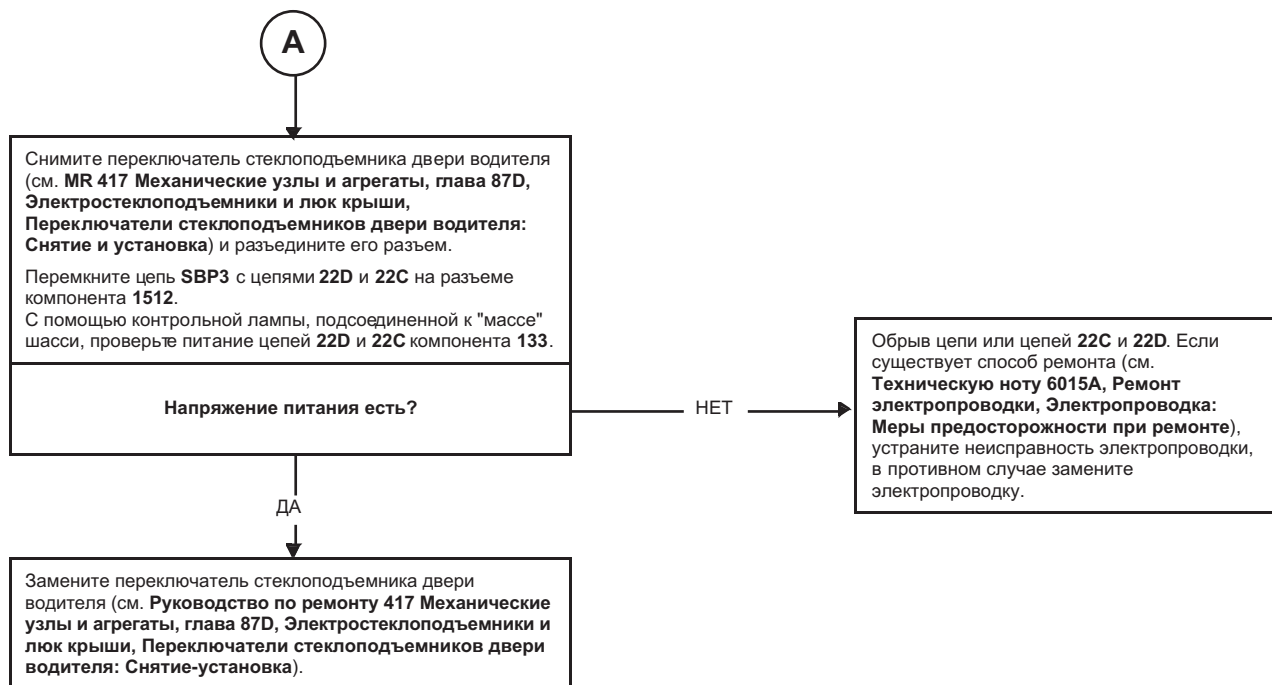 A
Снимите переключатель стеклоподъемника двери водителя
(см. MR 417 Механические узлы и агрегаты, глава 87D,
Электростеклоподъемники и люк крыши,
Переключатели стеклоподъемников двери водителя:
Снятие и установка) и разъедините его разъем.
Перемкните цепь SBP3 с цепями 22D и 22C на разъеме
компонента 1512.
С помощью контрольной лампы, подсоединенной к "массе"
шасси, проверьте питание цепей 22D и 22C компонента 133.
Напряжение питания есть?
НЕТ
Обрыв цепи или цепей 22C и 22D. Если
существует способ ремонта (см.
Техническую ноту 6015A, Ремонт
электропроводки, Электропроводка:
Меры предосторожности при ремонте),
устраните неисправность электропроводки,
в противном случае замените
электропроводку.
ДА
Замените переключатель стеклоподъемника двери
водителя (см. Руководство по ремонту 417 Механические
узлы и агрегаты, глава 87D, Электростеклоподъемники и
люк крыши, Переключатели стеклоподъемников двери
водителя: Снятие-установка).